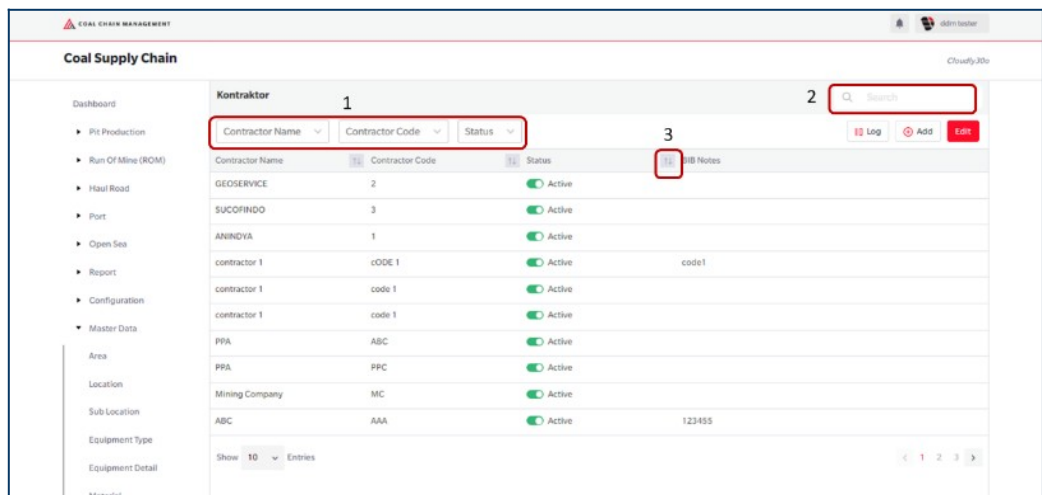 COAL CHAIN MANAGEMENT
ddm tester
Coal Supply Chain
Cloudly30o
Dashboard
Pit Production
Run Of Mine (ROM)
Haul Road
Port
Open Sea
Report
Configuration
Master Data
Area
Location
Sub Location
Equipment Type
Equipment Detail
Material
Kontraktor
1
2
Search
Contractor Name
Contractor Code
Status
3
Log
Add
Edit
Contractor Name Contractor Code Status BIB Notes
GEOSERVICE 2 Active
SUCOFINDO 3 Active
ANINDYA 1 Active
contractor 1 cODE 1 Active code1
contractor 1 code 1 Active
contractor 1 code 1 Active
PPA ABC Active
PPA PPC Active
Mining Company MC Active
ABC AAA Active 123455
Show 10 Entries
1 2 3